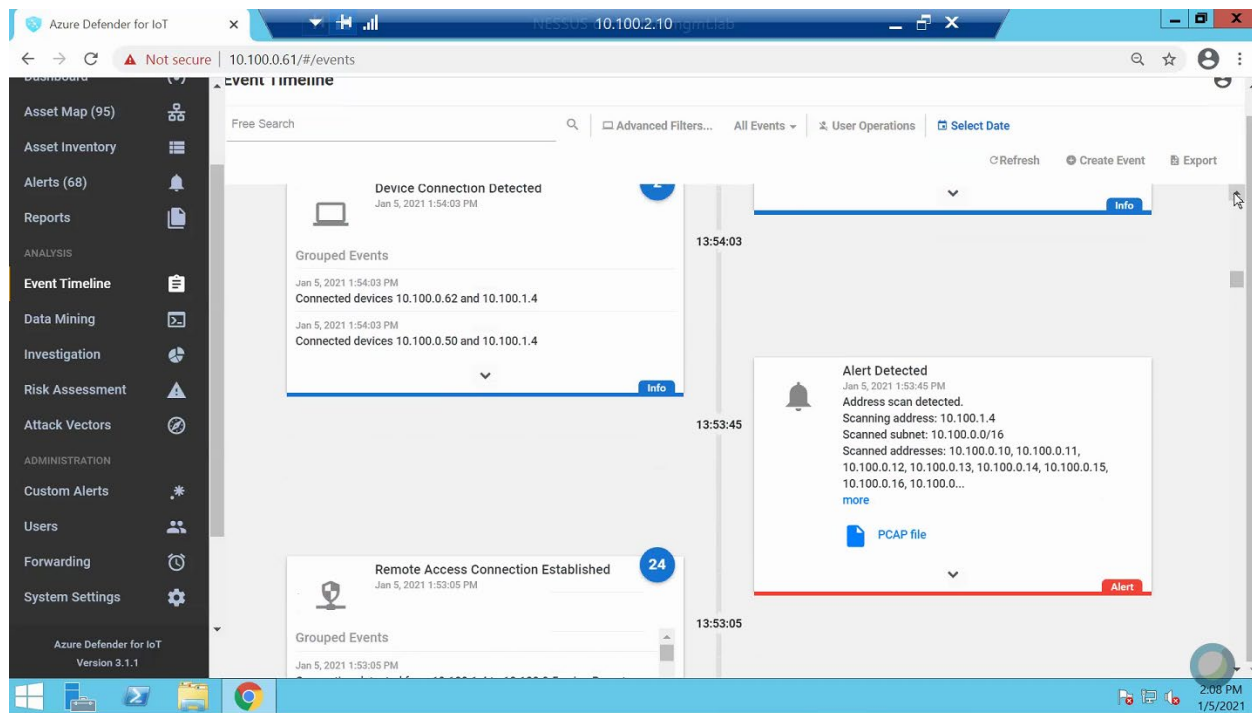 Azure Defender for IoT
NESSUS 10.100.2.10 mgmt.lab
Not secure | 10.100.0.61/#/events
Dashboard
Asset Map (95)
Asset Inventory
Alerts (68)
Reports
ANALYSIS
Event Timeline
Data Mining
Investigation
Risk Assessment
Attack Vectors
ADMINISTRATION
Custom Alerts
Users
Forwarding
System Settings
Azure Defender for IoT
Version 3.1.1
Event Timeline
Free Search
Advanced Filters...
All Events
User Operations
Select Date
Refresh
Create Event
Export
Device Connection Detected
2
Jan 5, 2021 1:54:03 PM
Grouped Events
Jan 5, 2021 1:54:03 PM
Connected devices 10.100.0.62 and 10.100.1.4
Jan 5, 2021 1:54:03 PM
Connected devices 10.100.0.50 and 10.100.1.4
Info
Info
13:54:03
13:53:45
Alert Detected
Jan 5, 2021 1:53:45 PM
Address scan detected.
Scanning address: 10.100.1.4
Scanned subnet: 10.100.0.0/16
Scanned addresses: 10.100.0.10, 10.100.0.11,
10.100.0.12, 10.100.0.13, 10.100.0.14, 10.100.0.15,
10.100.0.16, 10.100.0...
more
PCAP file
Alert
Remote Access Connection Established
24
Jan 5, 2021 1:53:05 PM
Grouped Events
Jan 5, 2021 1:53:05 PM
13:53:05
2:08 PM
1/5/2021